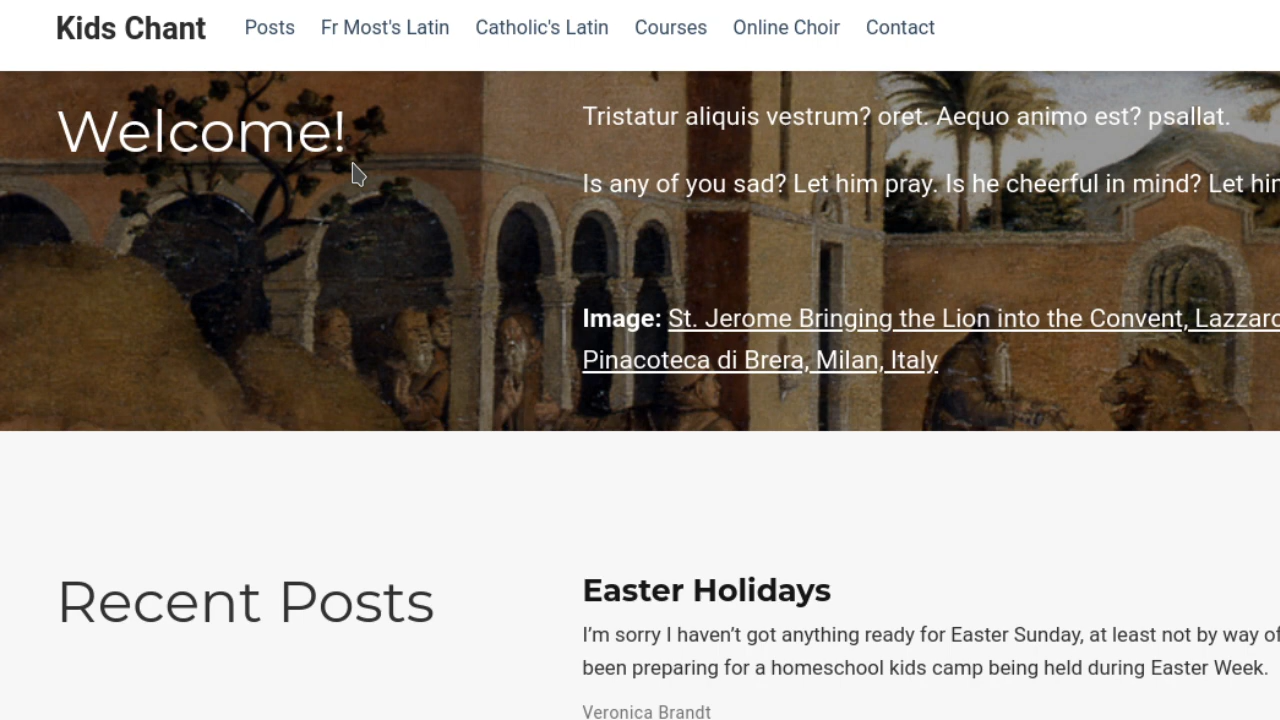 Kids Chant Posts Fr Most's Latin Catholic's Latin Courses Online Choir Contact
Welcome!
Tristatur aliquis vestrum? oret. Aequo animo est? psallat.
Is any of you sad? Let him pray. Is he cheerful in mind? Let
Image: St. Jerome Bringing the Lion into the Convent,
Pinacoteca di Brera, Milan, Italy
Recent Posts
Easter Holidays
I’m sorry I haven’t got anything ready for Easter Sunday, at least not by way of
been preparing for a homeschool kids camp being held during Easter Week.
Veronica Brandt